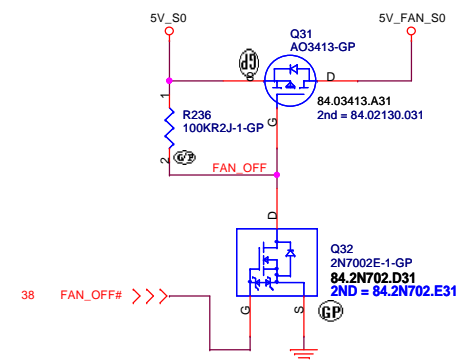 5V_S0
5V_FAN_S0
Q31
AO3413-GP
GP
S
D
84.03413.A31
2nd = 84.02130.031
1
R236
100KR2J-1-GP
G
2
G/P
FAN_OFF
D
Q32
2N7002E-1-GP
84.2N702.D31
2ND = 84.2N702.E31
38
FAN_OFF#
G
S
GP